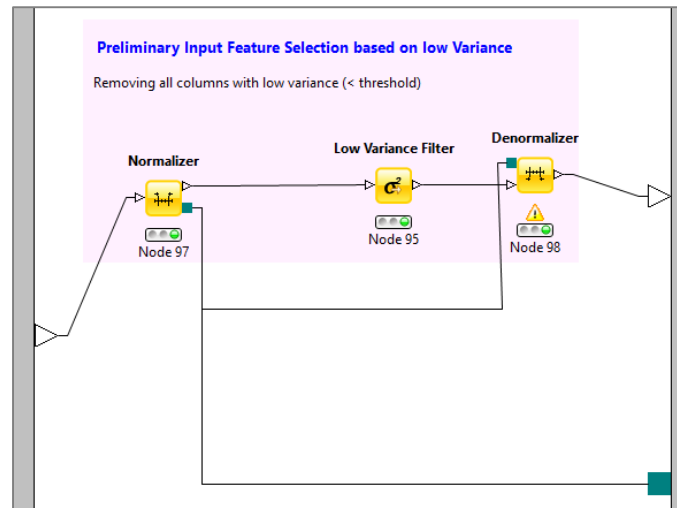 Preliminary Input Feature Selection based on low Variance
Removing all columns with low variance (< threshold)
Normalizer
Low Variance Filter
Denormalizer
σ²
Node 97
Node 95
Node 98